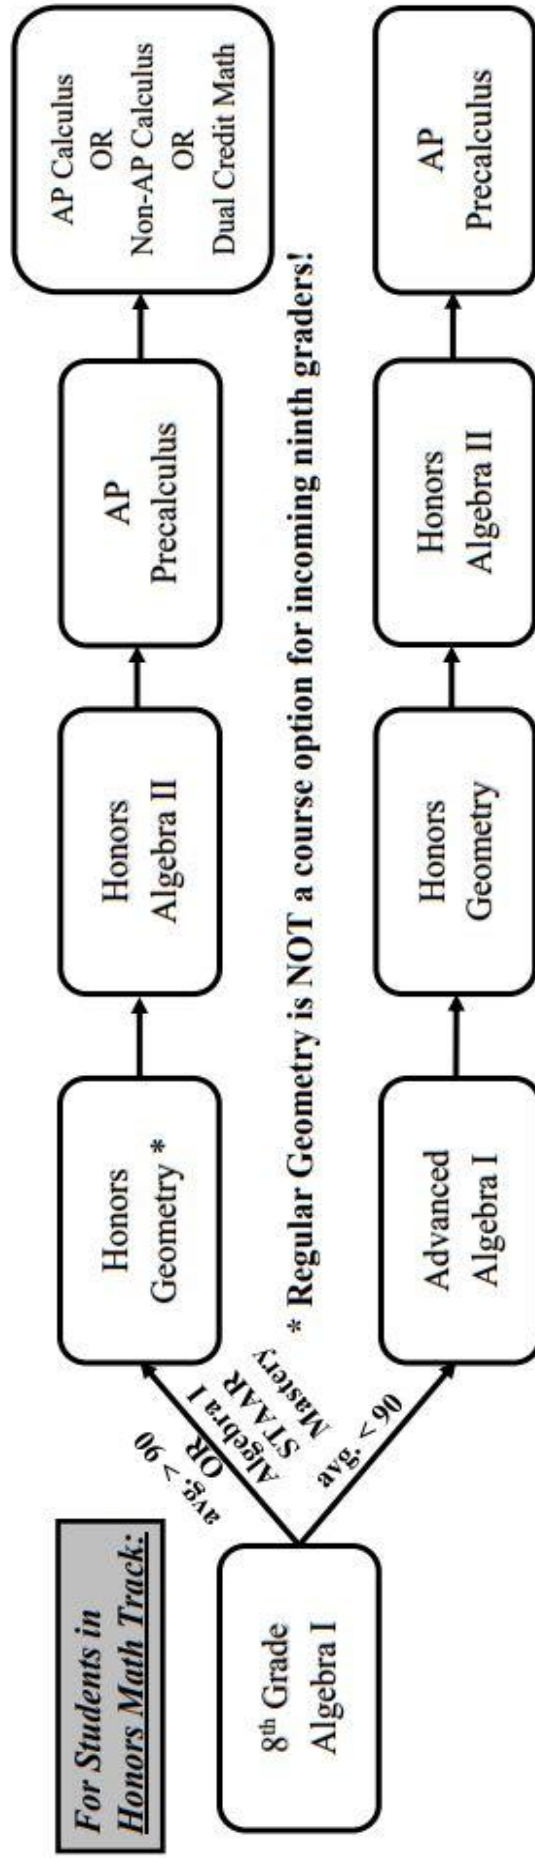 For Students in
Honors Math Track:
8th Grade
Algebra I
avg. > 90
OR
Algebra I
STAAR
Mastery
Honors
Geometry *
Honors
Algebra II
AP
Precalculus
AP Calculus
OR
Non-AP Calculus
OR
Dual Credit Math
* Regular Geometry is NOT a course option for incoming ninth graders!
avg. < 90
Advanced
Algebra I
Honors
Geometry
Honors
Algebra II
AP
Precalculus